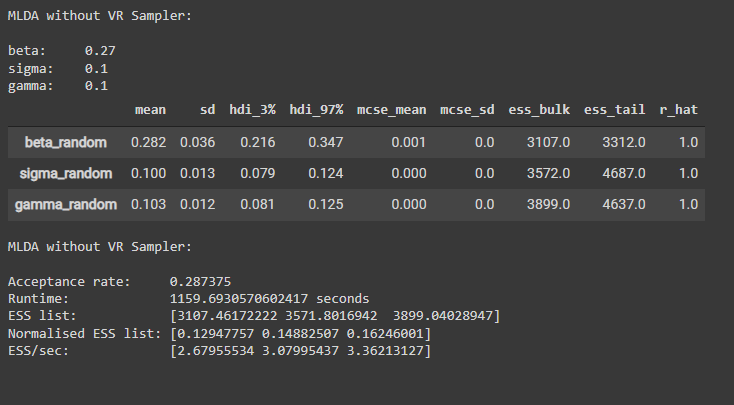 MLDA without VR Sampler:
beta: 0.27
sigma: 0.1
gamma: 0.1
mean sd hdi_3% hdi_97% mcse_mean mcse_sd ess_bulk ess_tail r_hat
beta_random 0.282 0.036 0.216 0.347 0.001 0.0 3107.0 3312.0 1.0
sigma_random 0.100 0.013 0.079 0.124 0.000 0.0 3572.0 4687.0 1.0
gamma_random 0.103 0.012 0.081 0.125 0.000 0.0 3899.0 4637.0 1.0
MLDA without VR Sampler:
Acceptance rate: 0.287375
Runtime: 1159.6930570602417 seconds
ESS list: [3107.46172222 3571.8016942 3899.04028947]
Normalised ESS list: [0.12947757 0.14882507 0.16246001]
ESS/sec: [2.67955534 3.07995437 3.36213127]